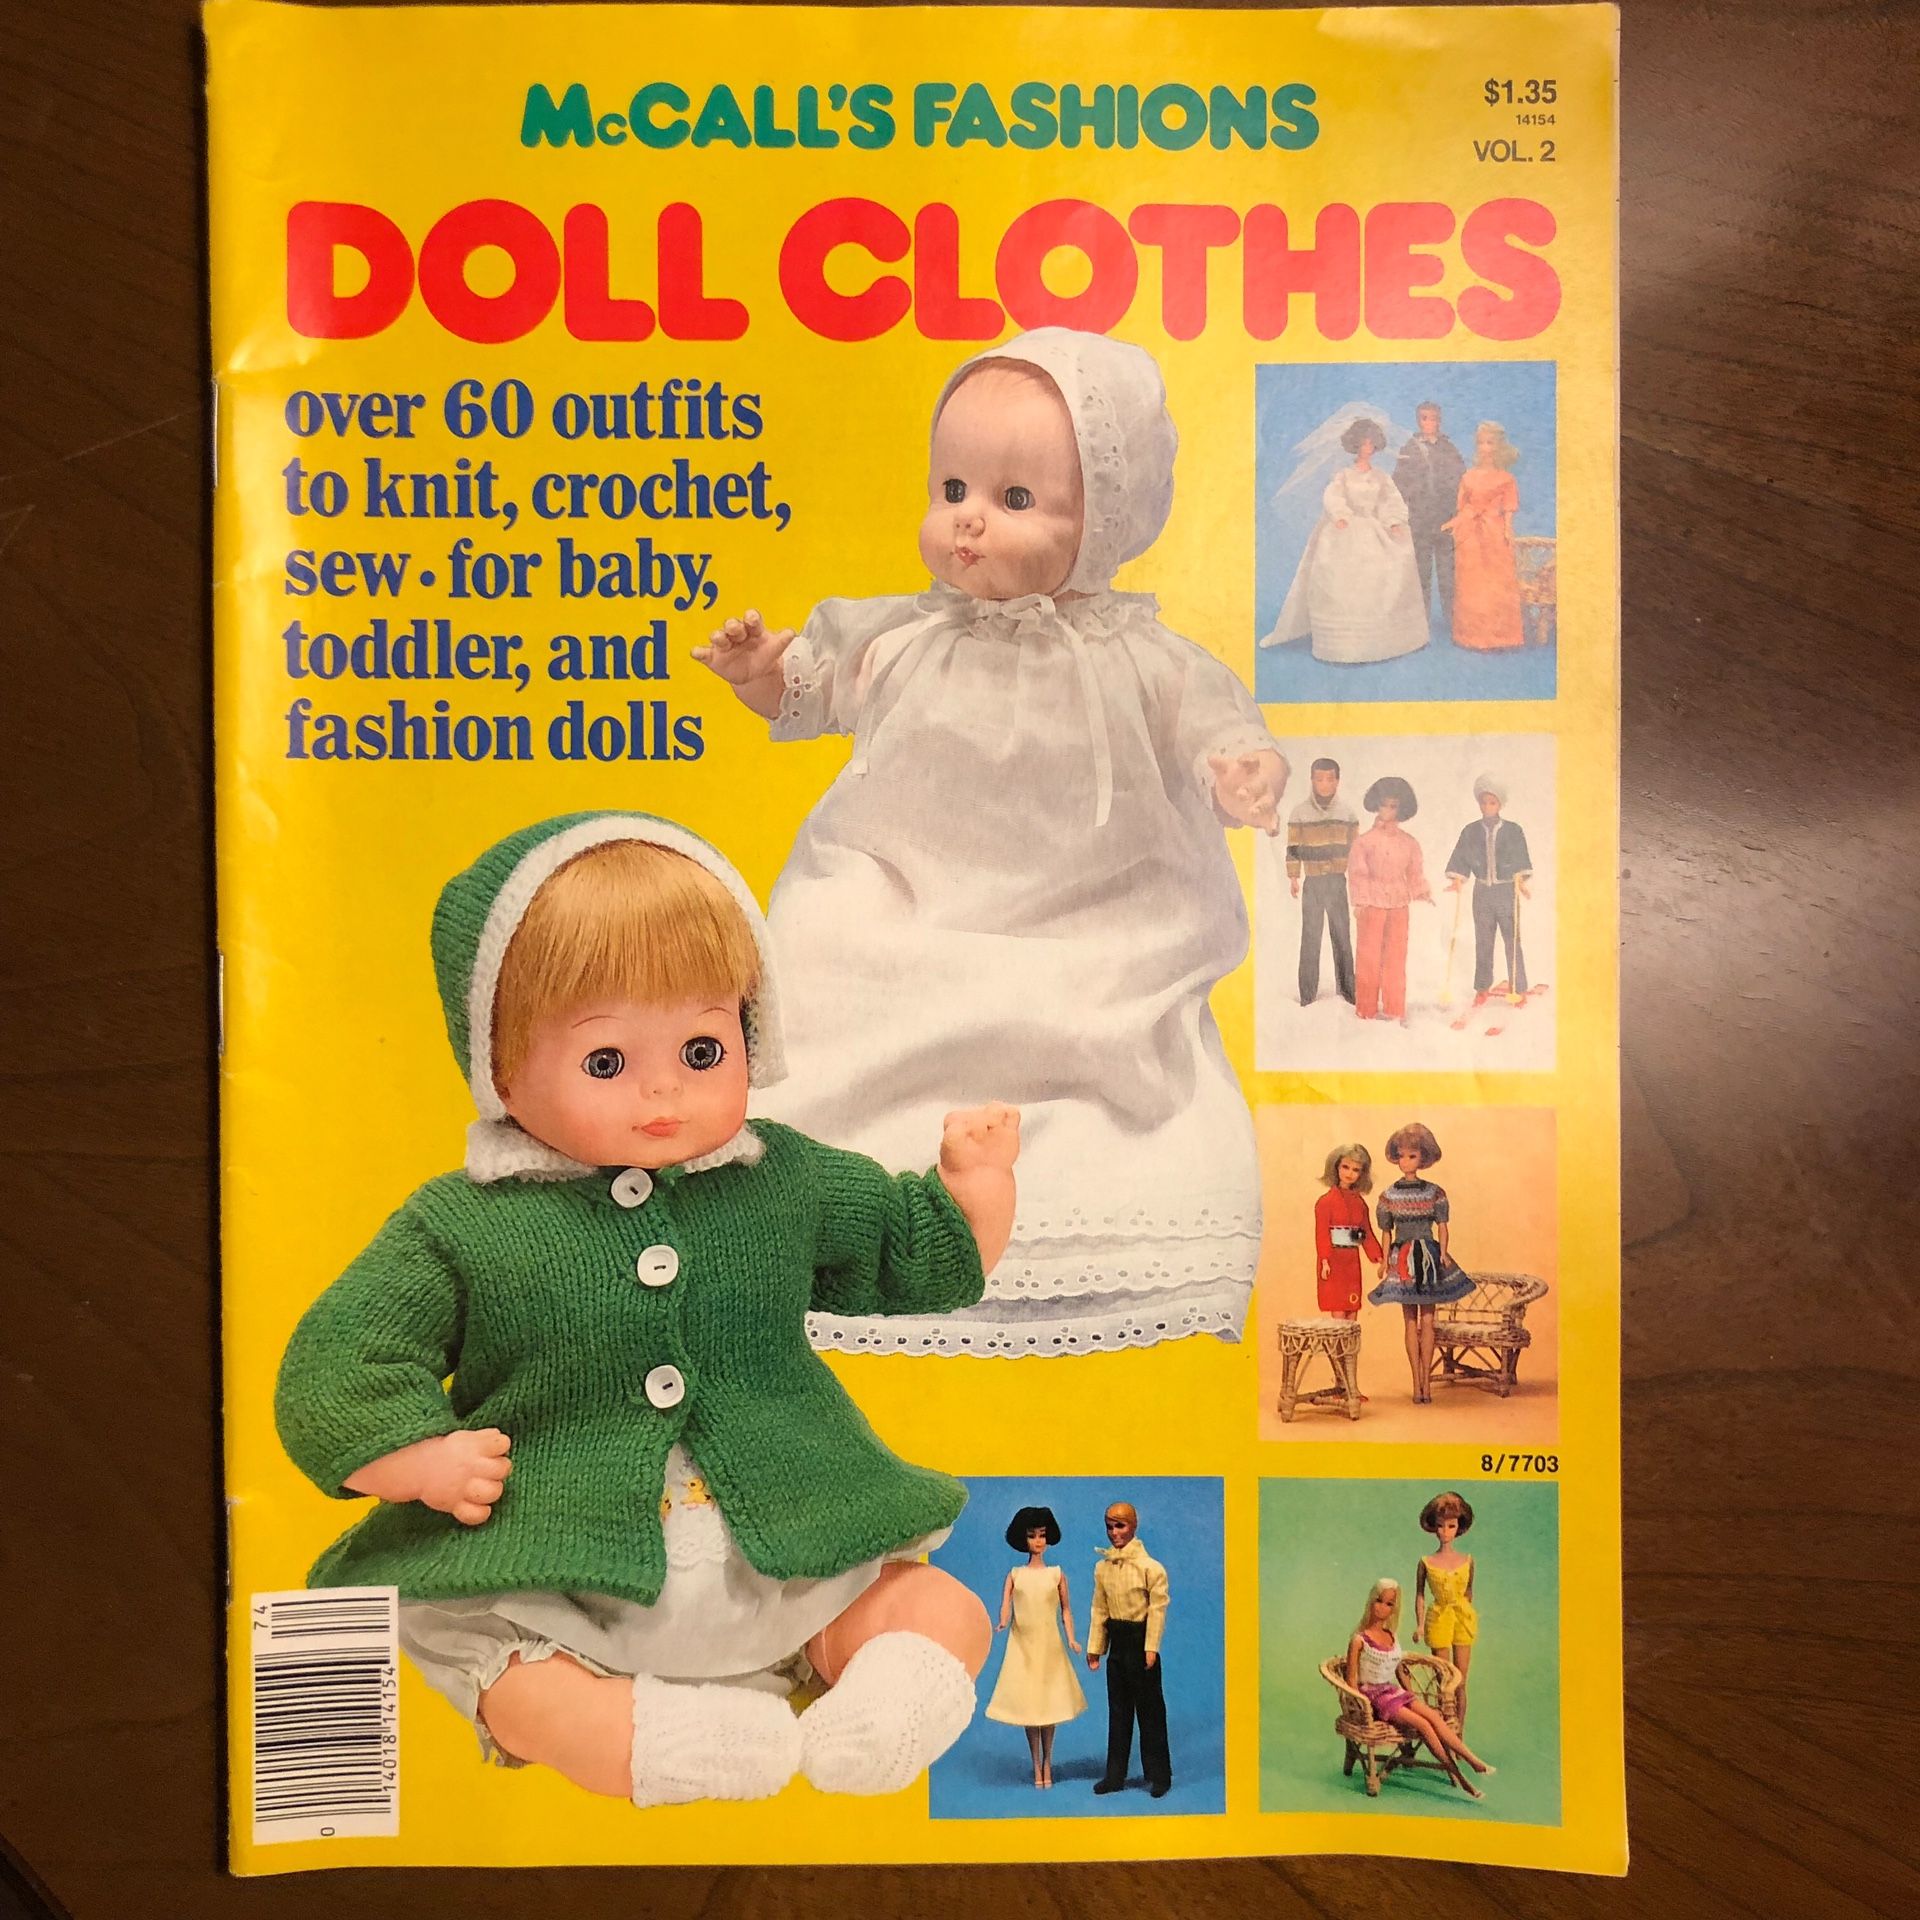 McCALL'S FASHIONS
$1.35
14154
VOL. 2
DOLL CLOTHES
over 60 outfits
to knit, crochet,
sew • for baby,
toddler, and
fashion dolls
8/7703
74
14018 14154
0